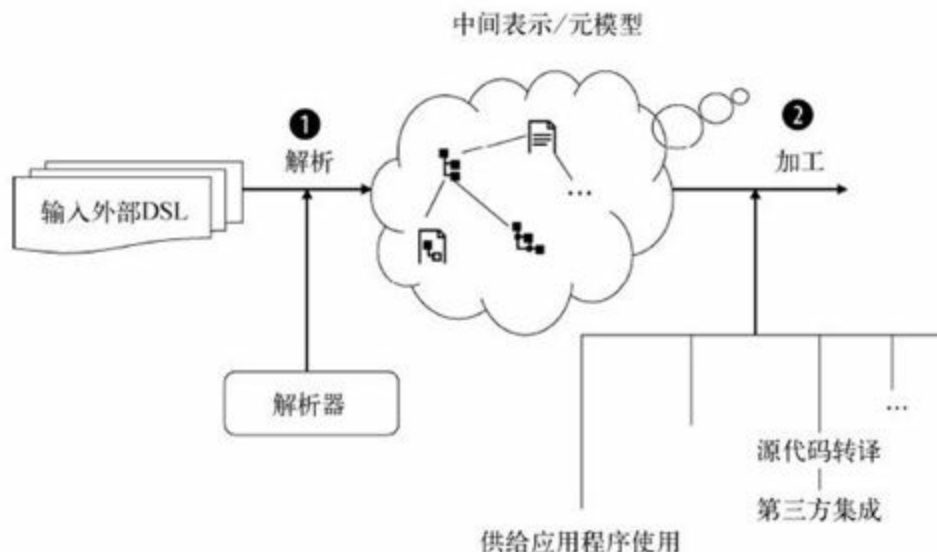 中间表示/元模型
❶
解析
❷
加工
输入外部DSL
...
解析器
...
源代码转译
第三方集成
供给应用程序使用